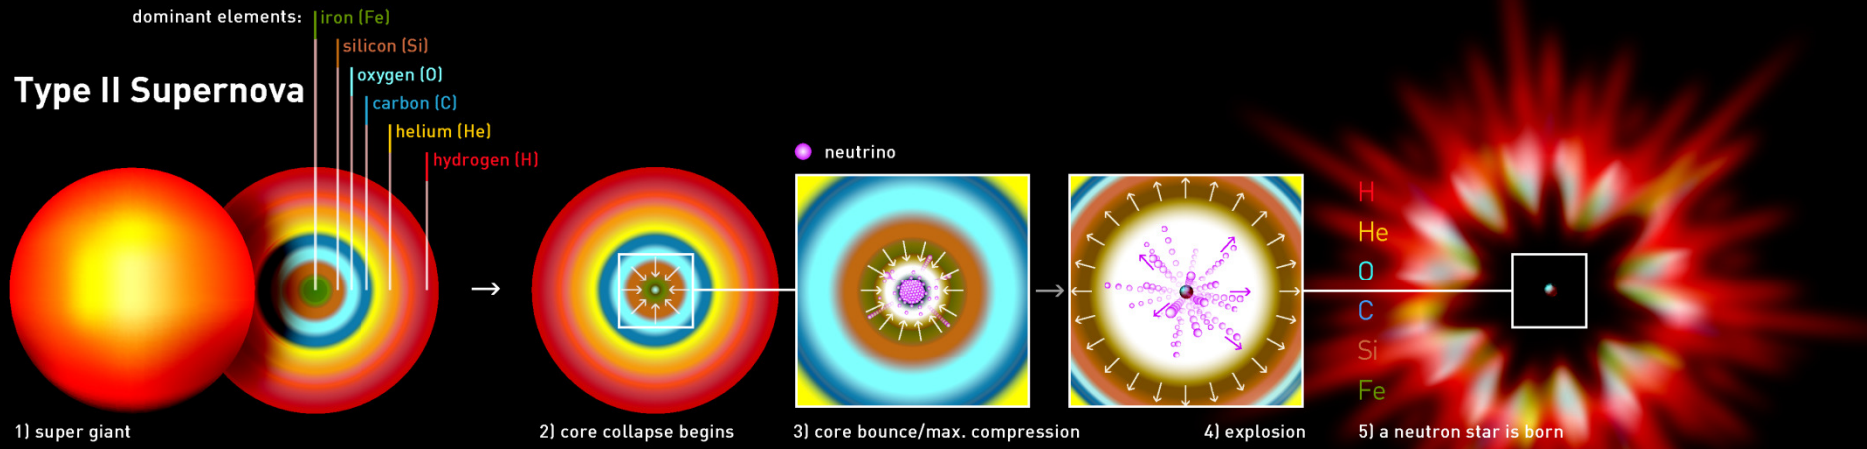 dominant elements:
iron (Fe)
silicon (Si)
oxygen (O)
carbon (C)
helium (He)
hydrogen (H)
Type II Supernova
neutrino
H
He
O
C
Si
Fe
1) super giant
2) core collapse begins
3) core bounce/max. compression
4) explosion
5) a neutron star is born